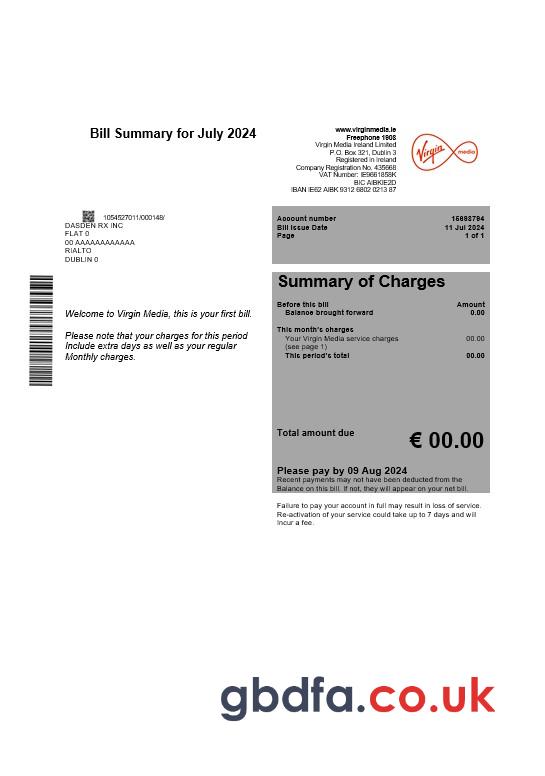 Bill Summary for July 2024
www.virginmedia.ie
Freephone 1908
Virgin Media Ireland Limited
P.O. Box 321, Dublin 3
Registered in Ireland
Company Registration No. 435668
VAT Number: IE9661858K
BIC AIBKIE2D
IBAN IE62 AIBK 9312 6802 0213 87
Virgin media
1054527011/000148/
DASDEN RX INC
FLAT 0
00 AAAAAAAAAAAA
RIALTO
DUBLIN 0
Account number 15693794
Bill Issue Date 11 Jul 2024
Page 1 of 1
Summary of Charges
Before this bill Amount
Balance brought forward 0.00
This month's charges
Your Virgin Media service charges 00.00
(see page 1)
This period's total 00.00
Welcome to Virgin Media, this is your first bill.
Please note that your charges for this period
Include extra days as well as your regular
Monthly charges.
Total amount due € 00.00
Please pay by 09 Aug 2024
Recent payments may not have been deducted from the
Balance on this bill. If not, they will appear on your net bill.
Failure to pay your account in full may result in loss of service.
Re-activation of your service could take up to 7 days and will
incur a fee.
gbdfa.co.uk